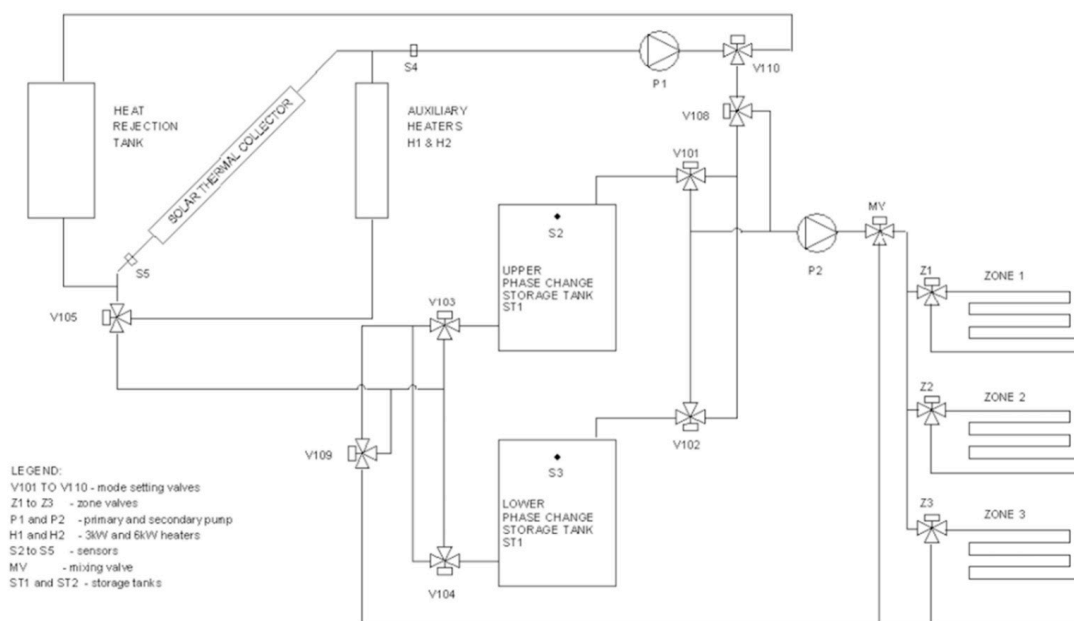 S4
P1
V110
HEAT
REJECTION
TANK
SOLAR THERMAL COLLECTOR
AUXILIARY
HEATERS
H1 & H2
V108
V101
MV
S2
P2
S5
UPPER
PHASE CHANGE
STORAGE TANK
ST1
Z1
ZONE 1
V105
V103
Z2
ZONE 2
V102
V109
S3
LEGEND:
V101 TO V110 - mode setting valves
Z1 to Z3 - zone valves
P1 and P2 - primary and secondary pump
H1 and H2 - 3kW and 6kW heaters
S2 to S5 - sensors
MV - mixing valve
ST1 and ST2 - storage tanks
LOWER
PHASE CHANGE
STORAGE TANK
ST1
Z3
ZONE 3
V104